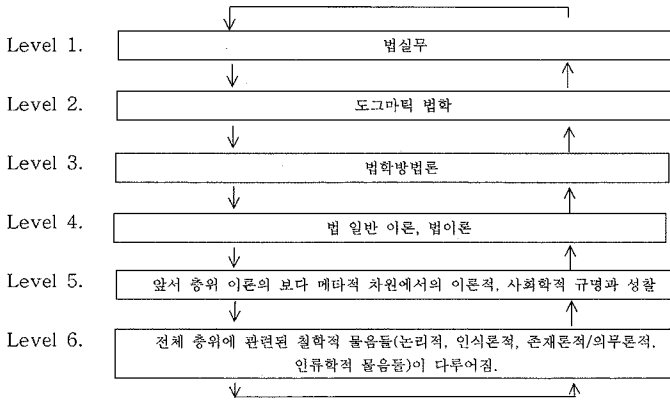 Level 1. 법실무
Level 2. 도그마틱 법학
Level 3. 법학방법론
Level 4. 법 일반 이론, 법이론
Level 5. 앞서 층위 이론의 보다 메타적 차원에서의 이론적, 사회학적 규명과 성찰
Level 6. 전체 층위에 관련된 철학적 물음들(논리적, 인식론적, 존재론적/의무론적,
인류학적 물음들)이 다루어짐.